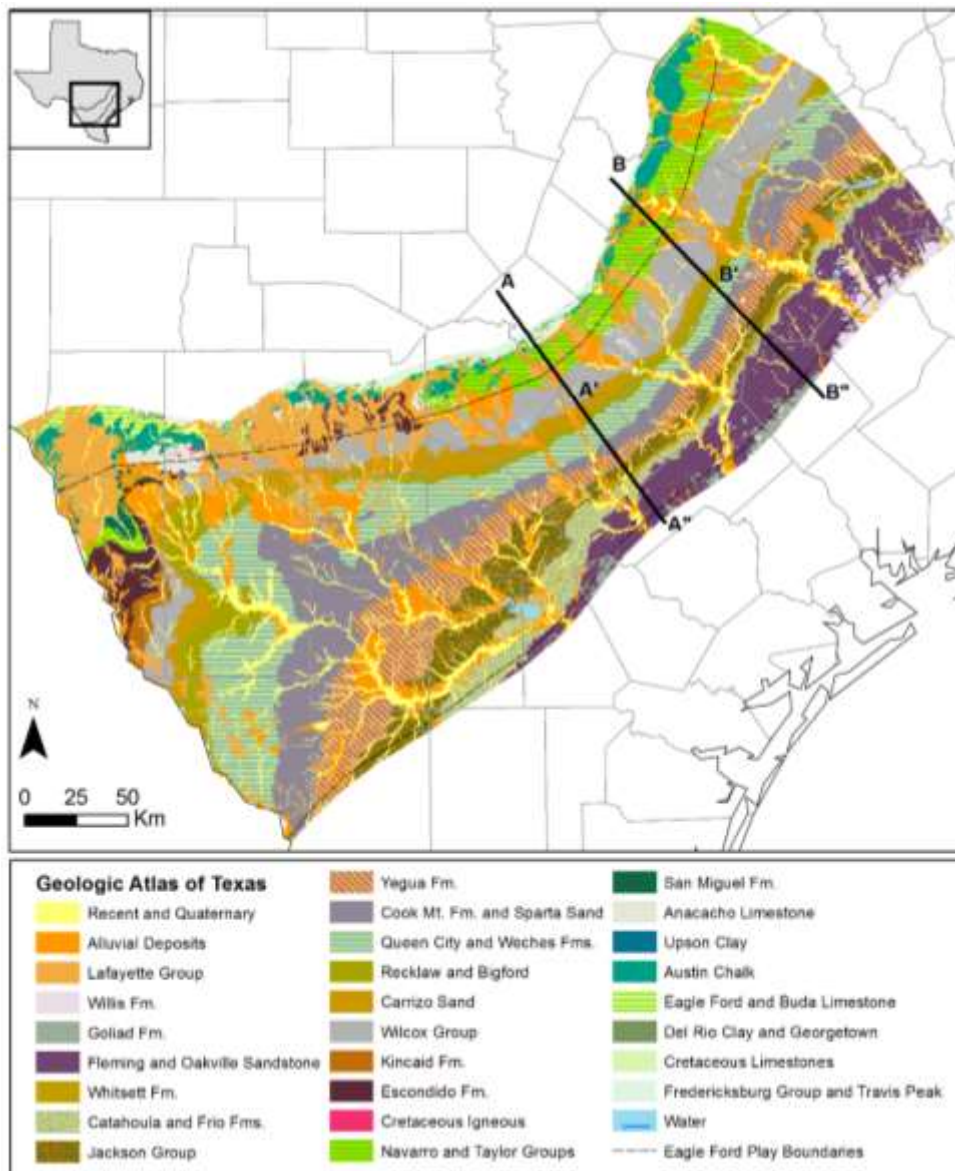 B
A
B'
A'
B"
A"
N
0 25 50
Km
Geologic Atlas of Texas
Recent and Quaternary
Alluvial Deposits
Lafayette Group
Willis Fm.
Goliad Fm.
Fleming and Oakville Sandstone
Whitsett Fm.
Catahoula and Frio Fms.
Jackson Group
Yegua Fm.
Cook Mt. Fm. and Sparta Sand
Queen City and Weches Fms.
Recklaw and Bigford
Carrizo Sand
Wilcox Group
Kincaid Fm.
Escondido Fm.
Cretaceous Igneous
Navarro and Taylor Groups
San Miguel Fm.
Anacacho Limestone
Upson Clay
Austin Chalk
Eagle Ford and Buda Limestone
Del Rio Clay and Georgetown
Cretaceous Limestones
Fredericksburg Group and Travis Peak
Water
Eagle Ford Play Boundaries